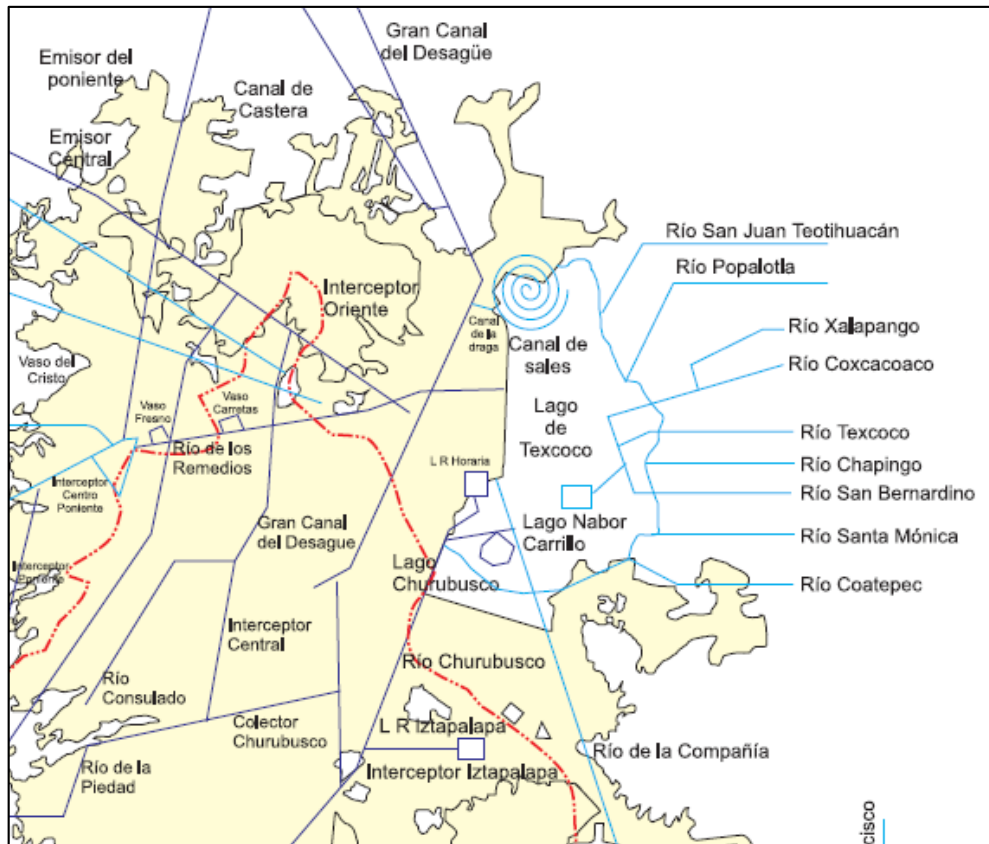 Gran Canal
del Desagüe
Emisor del
poniente
Canal de
Castera
Emisor
Central
Río San Juan Teotihuacán
Río Popalotla
Interceptor
Oriente
Canal
de la
draga
Canal de
sales
Río Xalapango
Río Coxcacoaco
Vaso del
Cristo
Vaso
Fresno
Vaso
Carretas
Lago
de
Texcoco
Río de los
Remedios
Río Texcoco
L R Horaria
Río Chapingo
Interceptor
Centro
Poniente
Río San Bernardino
Gran Canal
del Desague
Lago Nabor
Carrillo
Río Santa Mónica
Interceptor
Poniente
Lago
Churubusco
Río Coatepec
Interceptor
Central
Río Churubusco
Río
Consulado
Colector
Churubusco
L R Iztapalapa
Río de la Compañía
Río de la
Piedad
Interceptor Iztapalapa
cisco